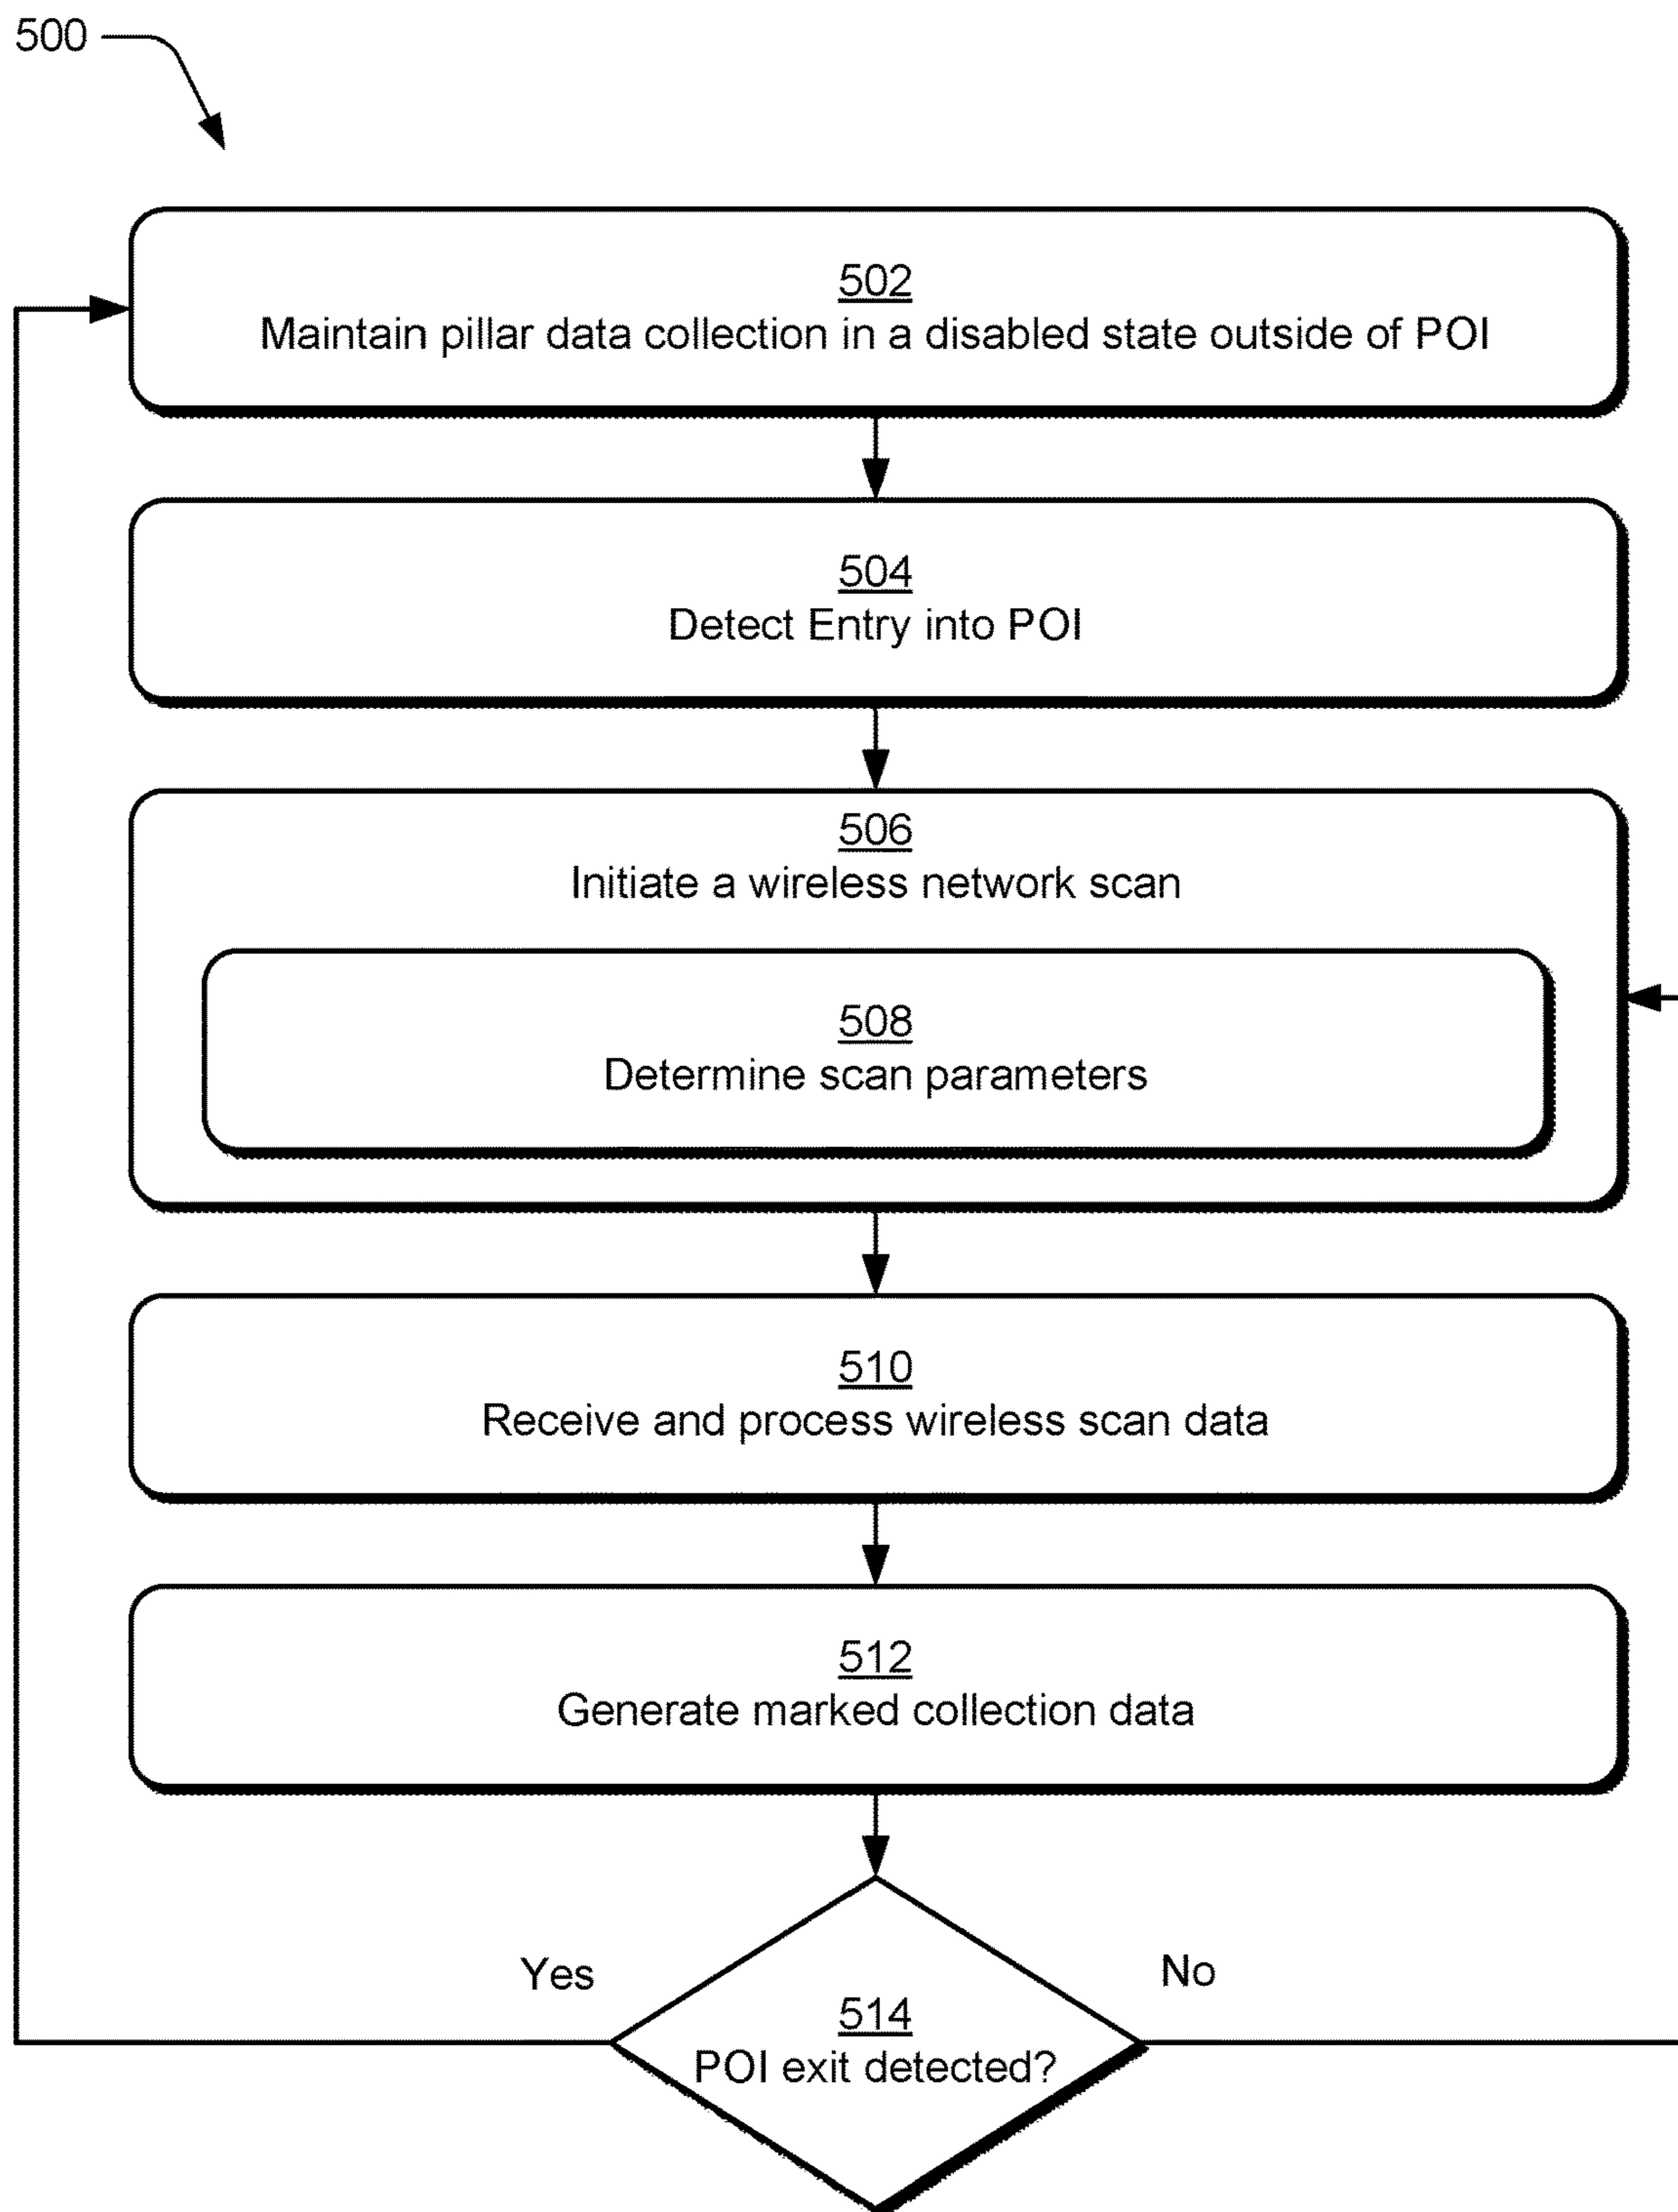 500
502
Maintain pillar data collection in a disabled state outside of POI
504
Detect Entry into POI
506
Initiate a wireless network scan
508
Determine scan parameters
510
Receive and process wireless scan data
512
Generate marked collection data
Yes
No
514
POI exit detected?